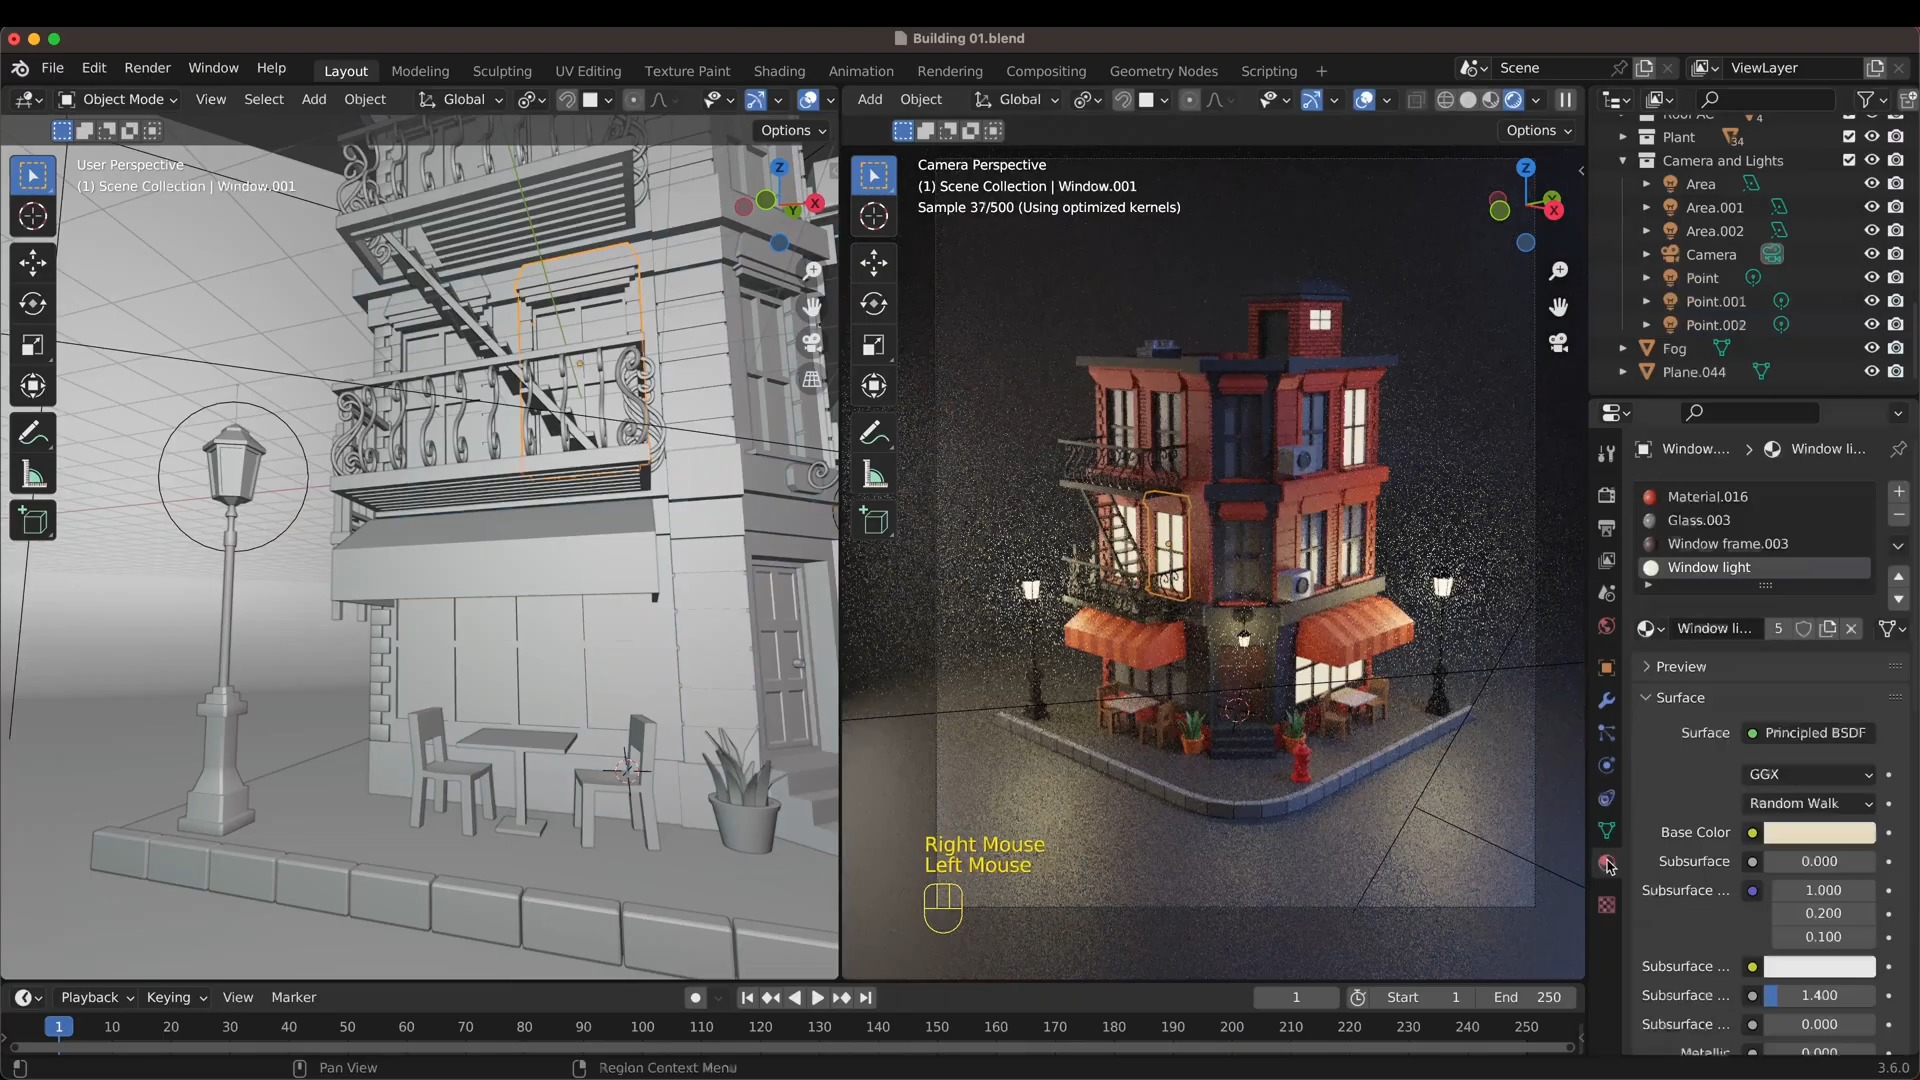 Building 01.blend
File Edit Render Window Help Layout Modeling Sculpting UV Editing Texture Paint Shading Animation Rendering Compositing Geometry Nodes Scripting + Scene ViewLayer
Object Mode View Select Add Object Global
Add Object Global
Options
Options
User Perspective
(1) Scene Collection | Window.001
Z
X
Y
Camera Perspective
(1) Scene Collection | Window.001
Sample 37/500 (Using optimized kernels)
Z
X
Roof AC 4
Plant 34
Camera and Lights
Area
Area.001
Area.002
Camera
Point
Point.001
Point.002
Fog
Plane.044
Window.... > Window li...
Material.016
Glass.003
Window frame.003
Window light
Window li... 5
Preview
Surface
Surface Principled BSDF
GGX
Random Walk
Base Color
Subsurface 0.000
Subsurface ... 1.000
0.200
0.100
Subsurface ...
Subsurface ... 1.400
Subsurface ... 0.000
Metallic 0.000
Right Mouse
Left Mouse
Playback Keying View Marker 1 Start 1 End 250
1 10 20 30 40 50 60 70 80 90 100 110 120 130 140 150 160 170 180 190 200 210 220 230 240 250
Pan View Region Context Menu 3.6.0